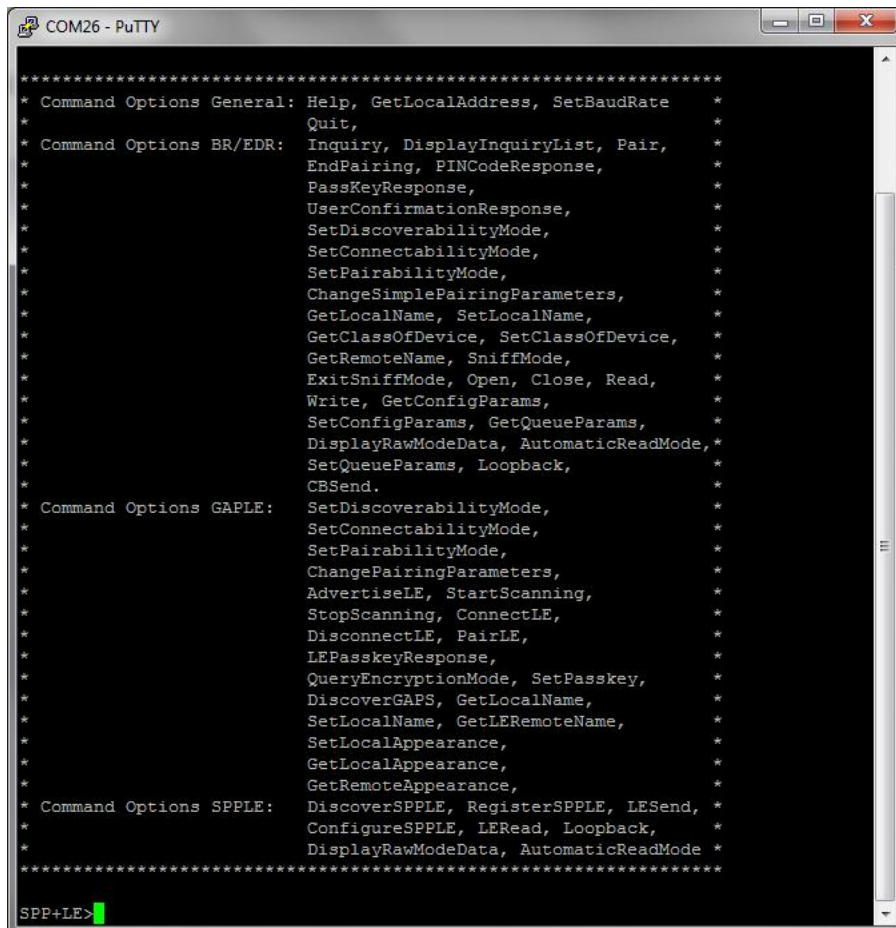 COM26 - PuTTY
*******************************************************************
* Command Options General: Help, GetLocalAddress, SetBaudRate *
* Quit, *
* Command Options BR/EDR: Inquiry, DisplayInquiryList, Pair, *
* EndPairing, PINCodeResponse, *
* PassKeyResponse, *
* UserConfirmationResponse, *
* SetDiscoverabilityMode, *
* SetConnectabilityMode, *
* SetPairabilityMode, *
* ChangeSimplePairingParameters, *
* GetLocalName, SetLocalName, *
* GetClassOfDevice, SetClassOfDevice, *
* GetRemoteName, SniffMode, *
* ExitSniffMode, Open, Close, Read, *
* Write, GetConfigParams, *
* SetConfigParams, GetQueueParams, *
* DisplayRawModeData, AutomaticReadMode,*
* SetQueueParams, Loopback, *
* CBSend. *
* Command Options GAPLE: SetDiscoverabilityMode, *
* SetConnectabilityMode, *
* SetPairabilityMode, *
* ChangePairingParameters, *
* AdvertiseLE, StartScanning, *
* StopScanning, ConnectLE, *
* DisconnectLE, PairLE, *
* LEPasskeyResponse, *
* QueryEncryptionMode, SetPasskey, *
* DiscoverGAPS, GetLocalName, *
* SetLocalName, GetLERemoteName, *
* SetLocalAppearance, *
* GetLocalAppearance, *
* GetRemoteAppearance, *
* Command Options SPPLE: DiscoverSPPLE, RegisterSPPLE, LESend, *
* ConfigureSPPLE, LERead, Loopback, *
* DisplayRawModeData, AutomaticReadMode *
*******************************************************************
SPP+LE>